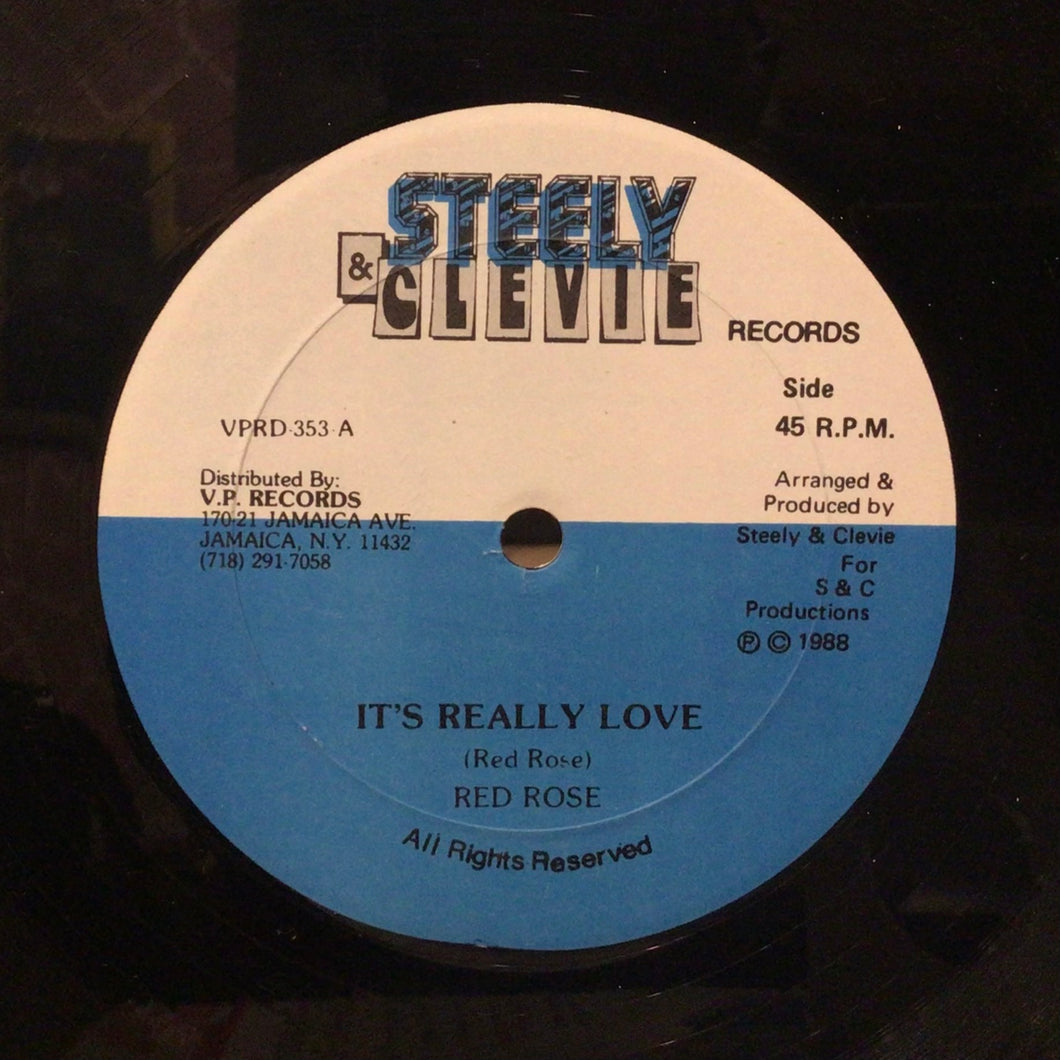 STEELY
& CLEVIE
RECORDS
Side
45 R.P.M.
VPRD-353-A
Distributed By:
V.P. RECORDS
170-21 JAMAICA AVE.
JAMAICA, N.Y. 11432
(718) 291-7058
Arranged &
Produced by
Steely & Clevie
For
S & C
Productions
℗ © 1988
IT'S REALLY LOVE
(Red Rose)
RED ROSE
All Rights Reserved